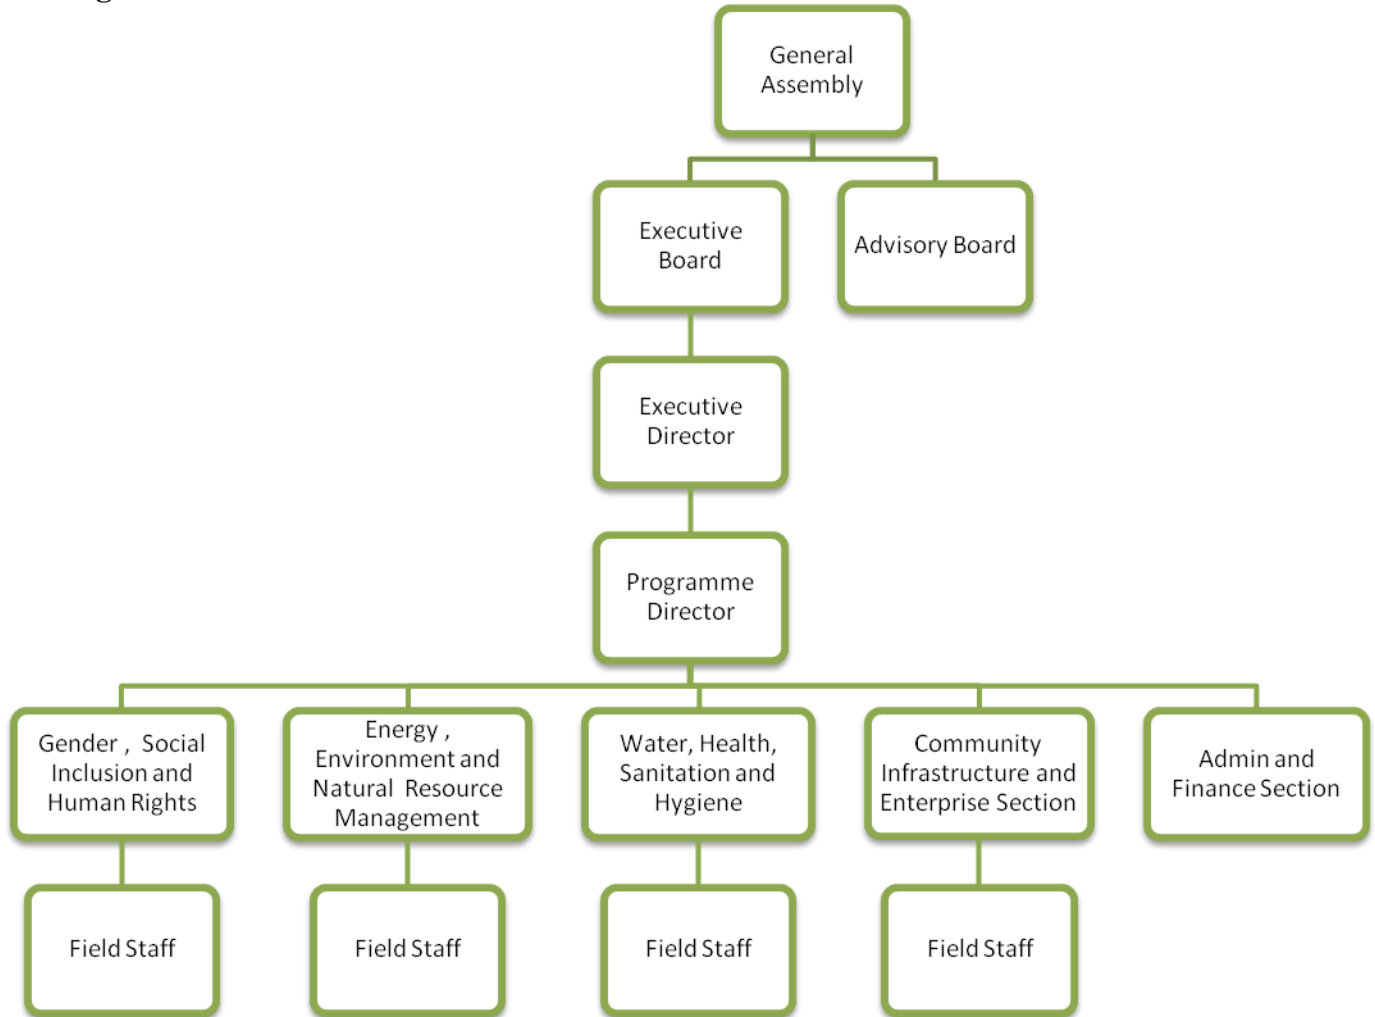 General
Assembly
Executive
Board
Advisory Board
Executive
Director
Programme
Director
Gender , Social
Inclusion and
Human Rights
Energy ,
Environment and
Natural Resource
Management
Water, Health,
Sanitation and
Hygiene
Community
Infrastructure and
Enterprise Section
Admin and
Finance Section
Field Staff
Field Staff
Field Staff
Field Staff